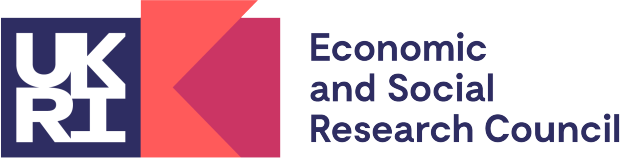 UK
RI
Economic
and Social
Research Council